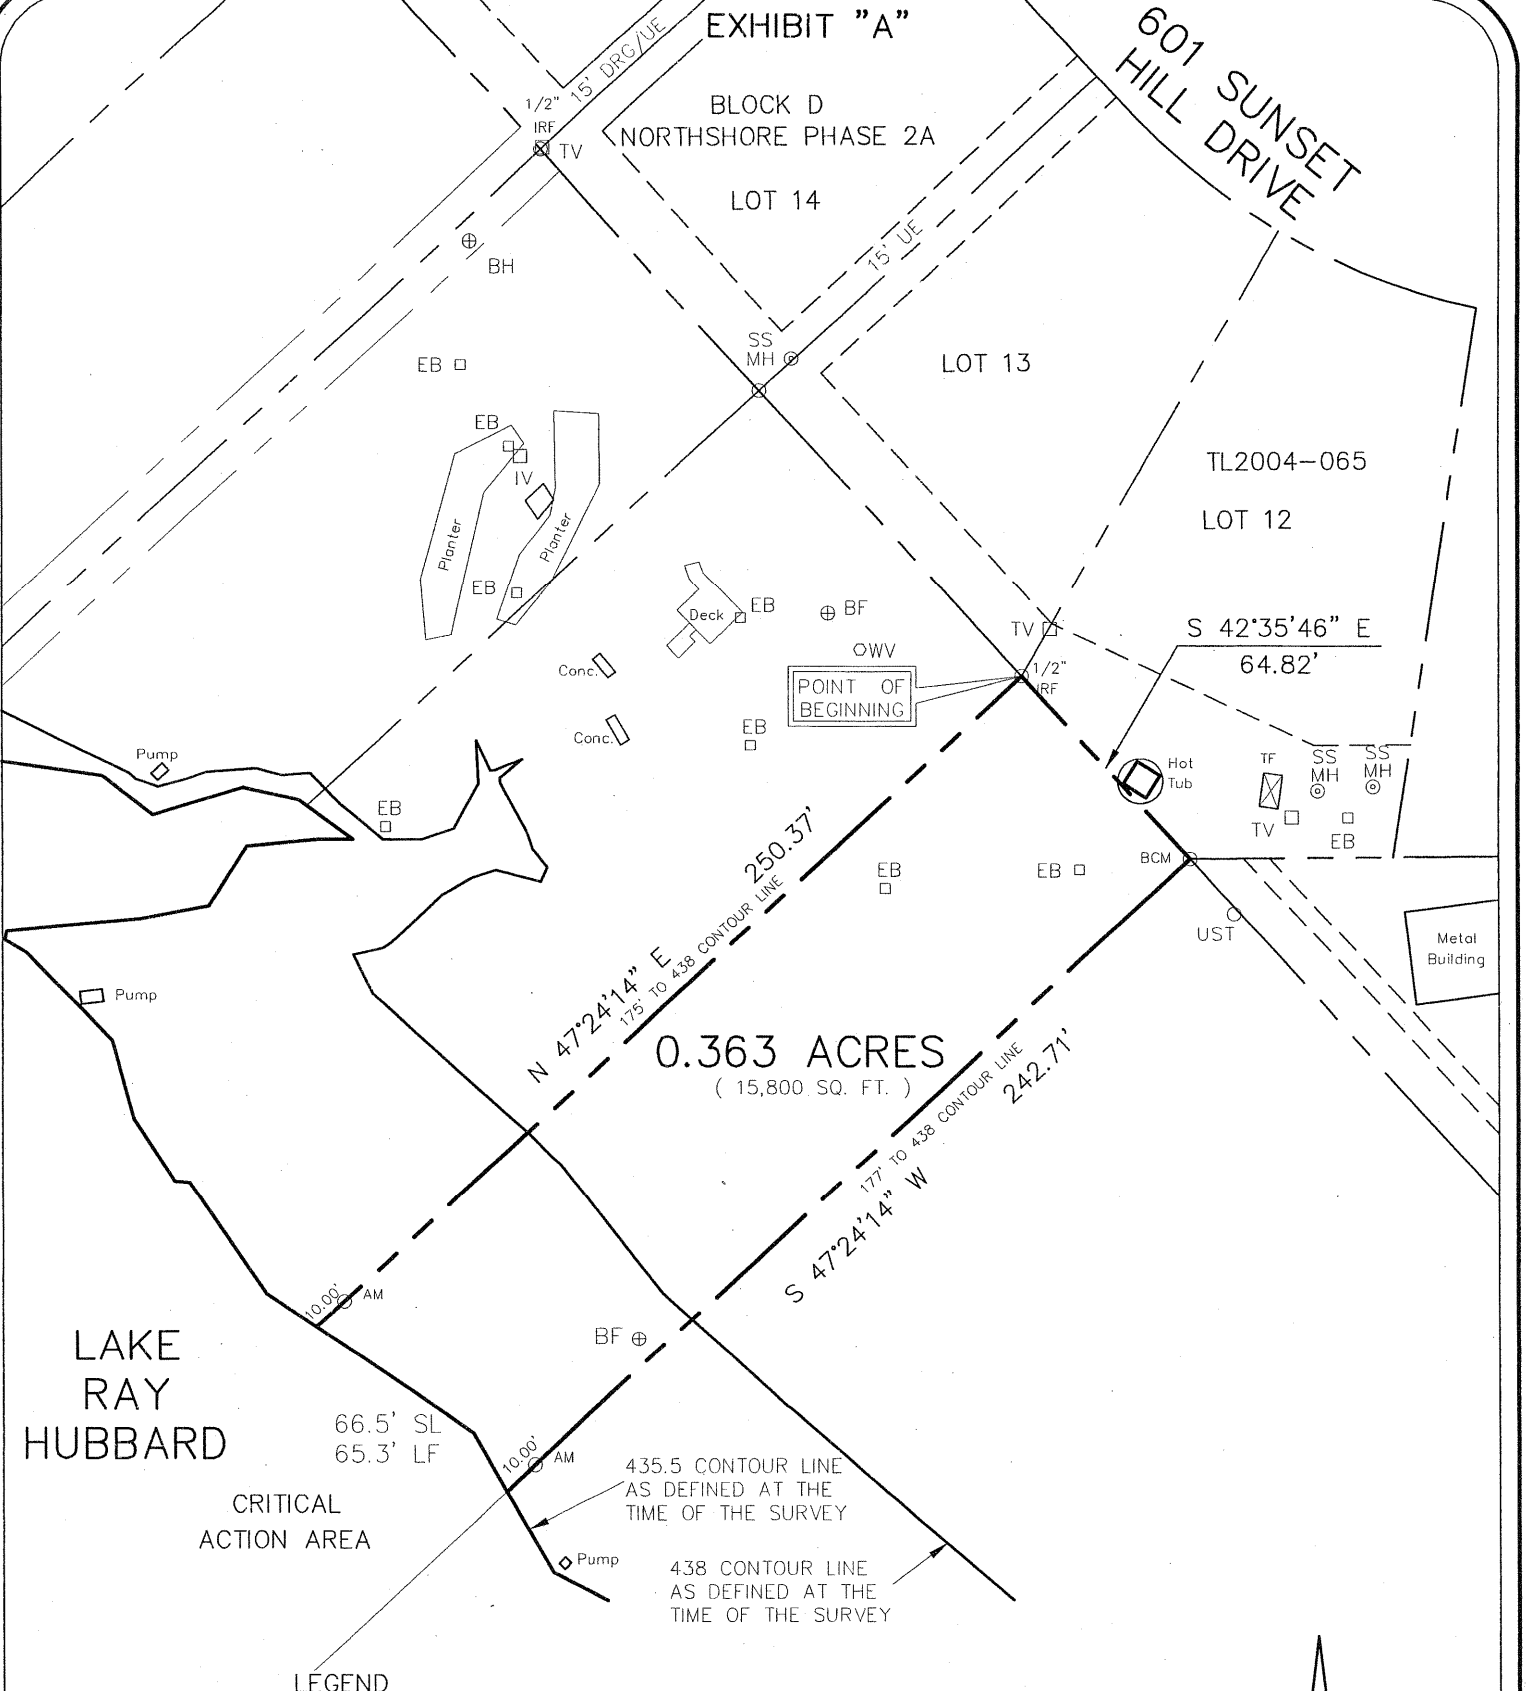 EXHIBIT "A"
601 SUNSET
HILL DRIVE
15' DRG/UE
BLOCK D
NORTHSHORE PHASE 2A
LOT 14
1/2"
IRF
TV
BH
15' UE
SS
MH
LOT 13
EB
EB
IV
Planter
Planter
EB
TL2004-065
LOT 12
Deck
EB
BF
WV
TV
1/2"
IRF
S 42°35'46" E
64.82'
POINT OF
BEGINNING
Conc.
Conc.
EB
Pump
EB
Hot
Tub
TF
SS
MH
SS
MH
TV
EB
250.37'
175' TO 438 CONTOUR LINE
N 47°24'14" E
EB
EB
BCM
UST
Metal
Building
Pump
0.363 ACRES
( 15,800 SQ. FT. )
177' TO 438 CONTOUR LINE
242.71'
S 47°24'14" W
10.00'
AM
LAKE
RAY
HUBBARD
BF
66.5' SL
65.3' LF
10.00'
AM
CRITICAL
ACTION AREA
435.5 CONTOUR LINE
AS DEFINED AT THE
TIME OF THE SURVEY
Pump
438 CONTOUR LINE
AS DEFINED AT THE
TIME OF THE SURVEY
LEGEND